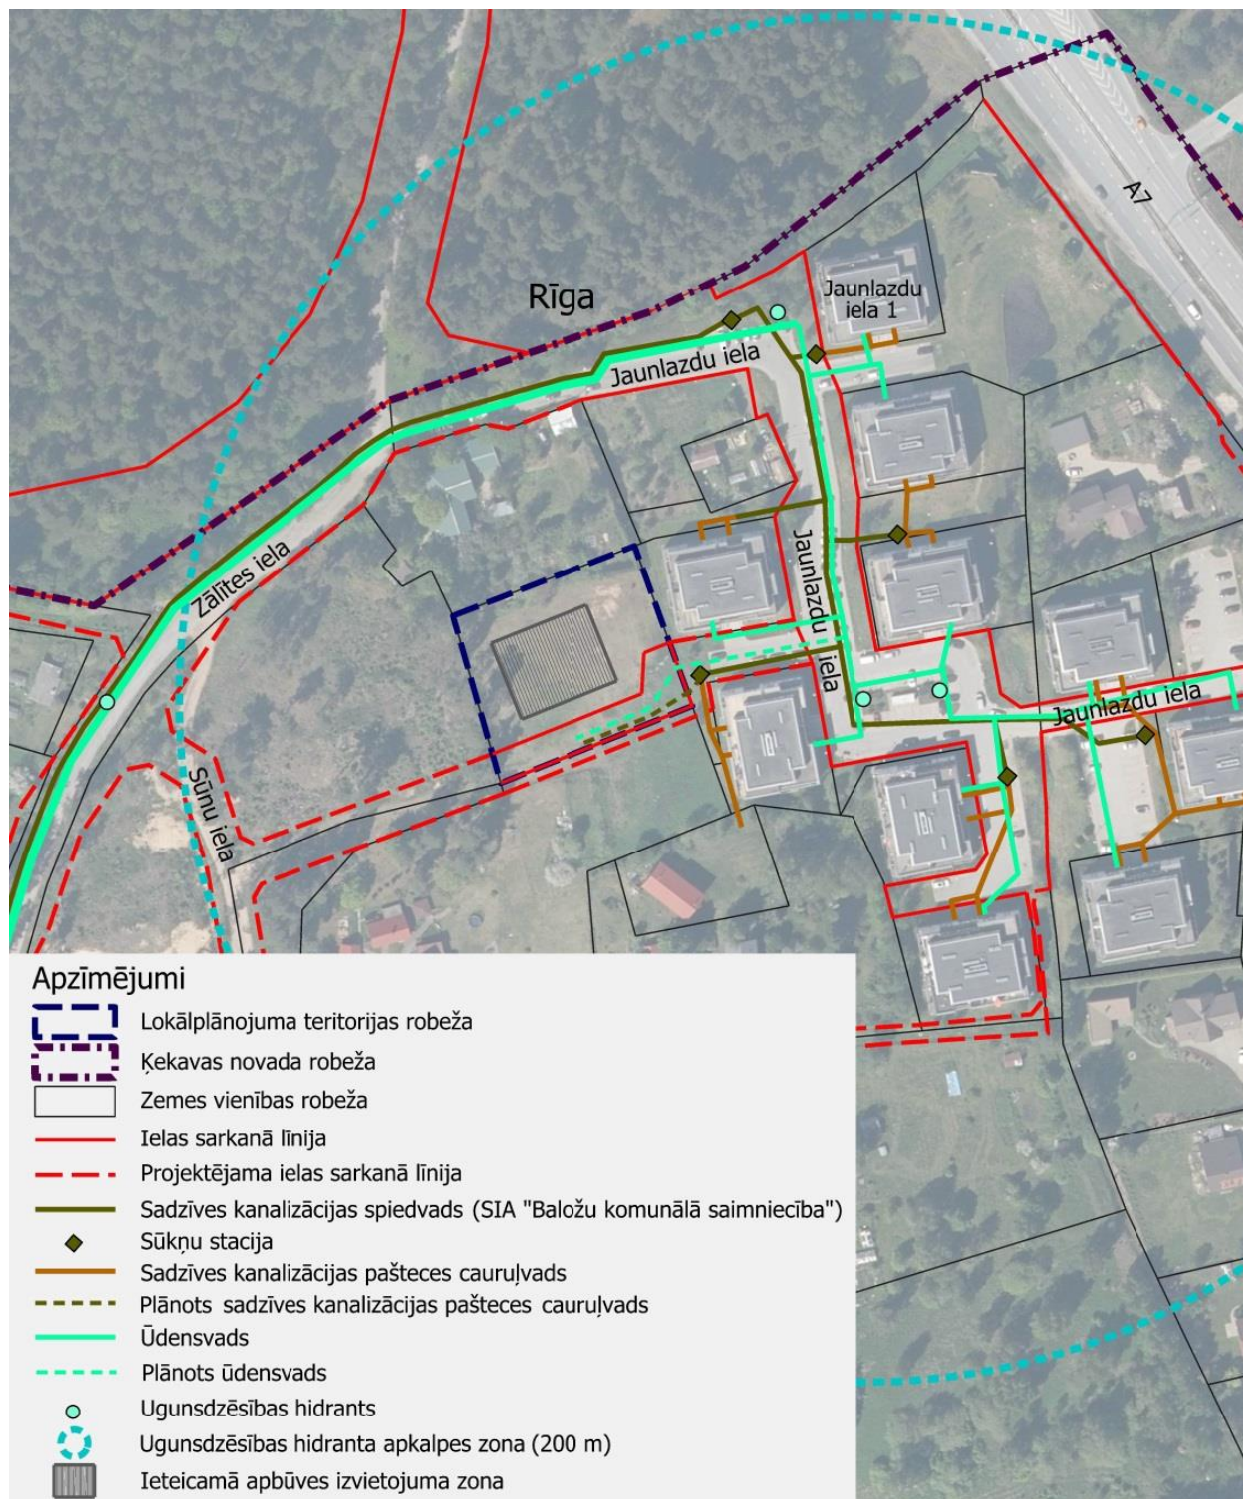 A7
Rīga
Jaunlazdu
iela 1
Jaunlazdu iela
Zālītes iela
Jaunlazdu iela
Jaunlazdu iela
Sūnu iela
Apzīmējumi
Lokālplānojuma teritorijas robeža
Ķekavas novada robeža
Zemes vienības robeža
Ielas sarkanā līnija
Projektējama ielas sarkanā līnija
Sadzīves kanalizācijas spiedvads (SIA "Baložu komunālā saimniecība")
Sūkņu stacija
Sadzīves kanalizācijas pašteces cauruļvads
Plānots sadzīves kanalizācijas pašteces cauruļvads
Ūdensvads
Plānots ūdensvads
Ugunsdzēsības hidrants
Ugunsdzēsības hidranta apkalpes zona (200 m)
Ieteicamā apbūves izvietojuma zona